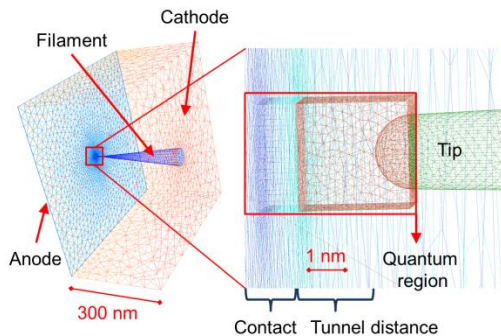 Cathode
Filament
Anode
300 nm
Tip
1 nm
Quantum
region
Contact
Tunnel distance